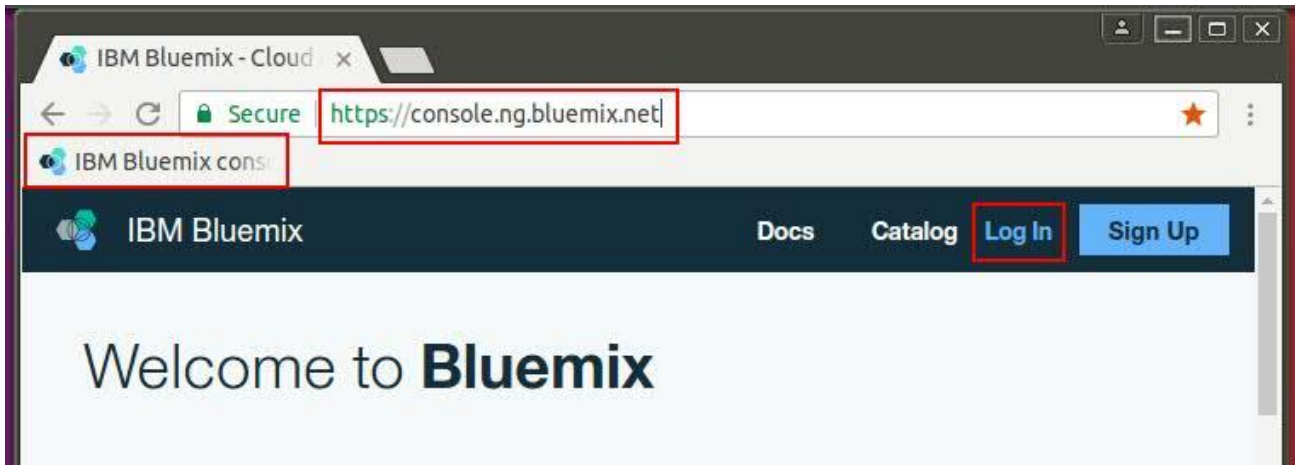 IBM Bluemix - Cloud
Secure https://console.ng.bluemix.net
IBM Bluemix cons
IBM Bluemix Docs Catalog Log In Sign Up
Welcome to Bluemix